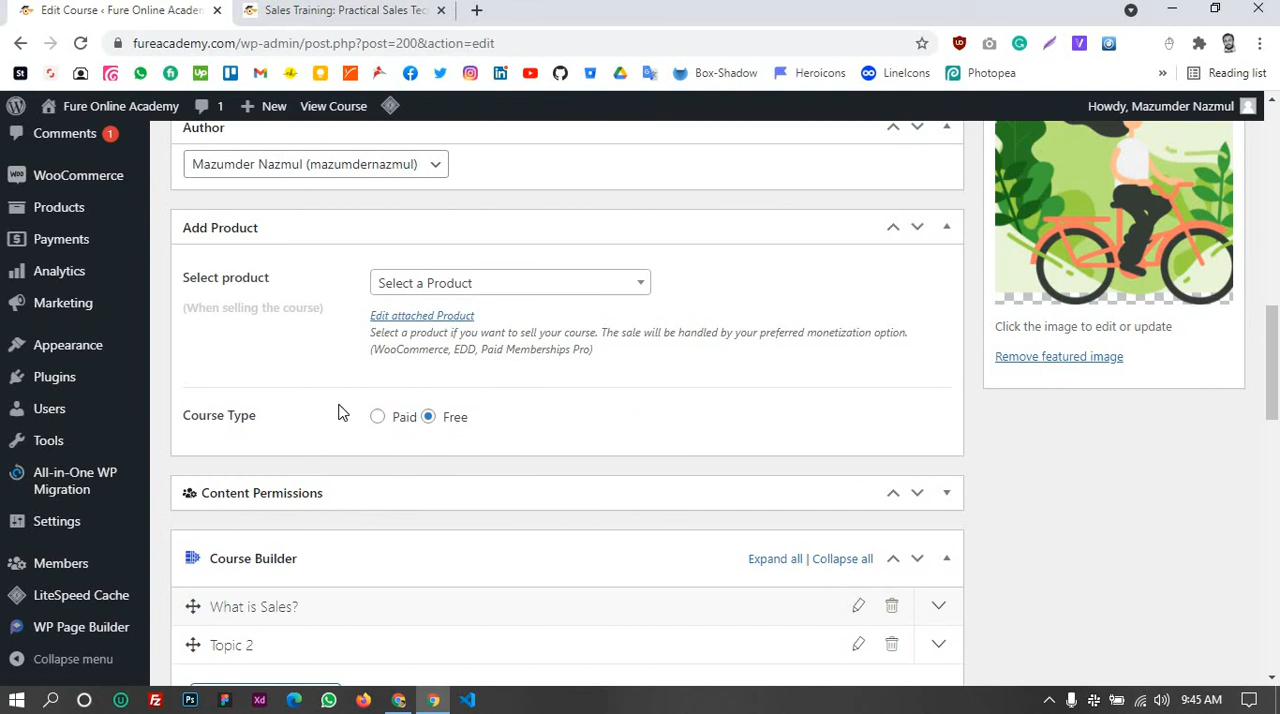 Edit Course ‹ Fure Online Acader
Sales Training: Practical Sales Tec
fureacademy.com/wp-admin/post.php?post=200&action=edit
Box-Shadow
Heroicons
LineIcons
Photopea
»
Reading list
Fure Online Academy
1
New
View Course
Howdy, Mazumder Nazmul
Comments 1
WooCommerce
Products
Payments
Analytics
Marketing
Appearance
Plugins
Users
Tools
All-in-One WP
Migration
Settings
Members
LiteSpeed Cache
WP Page Builder
Collapse menu
Author
Mazumder Nazmul (mazumdernazmul)
Add Product
Select product
(When selling the course)
Select a Product
Edit attached Product
Select a product if you want to sell your course. The sale will be handled by your preferred monetization option.
(WooCommerce, EDD, Paid Memberships Pro)
Course Type
Paid
Free
Content Permissions
Course Builder
Expand all | Collapse all
What is Sales?
Topic 2
Click the image to edit or update
Remove featured image
9:45 AM